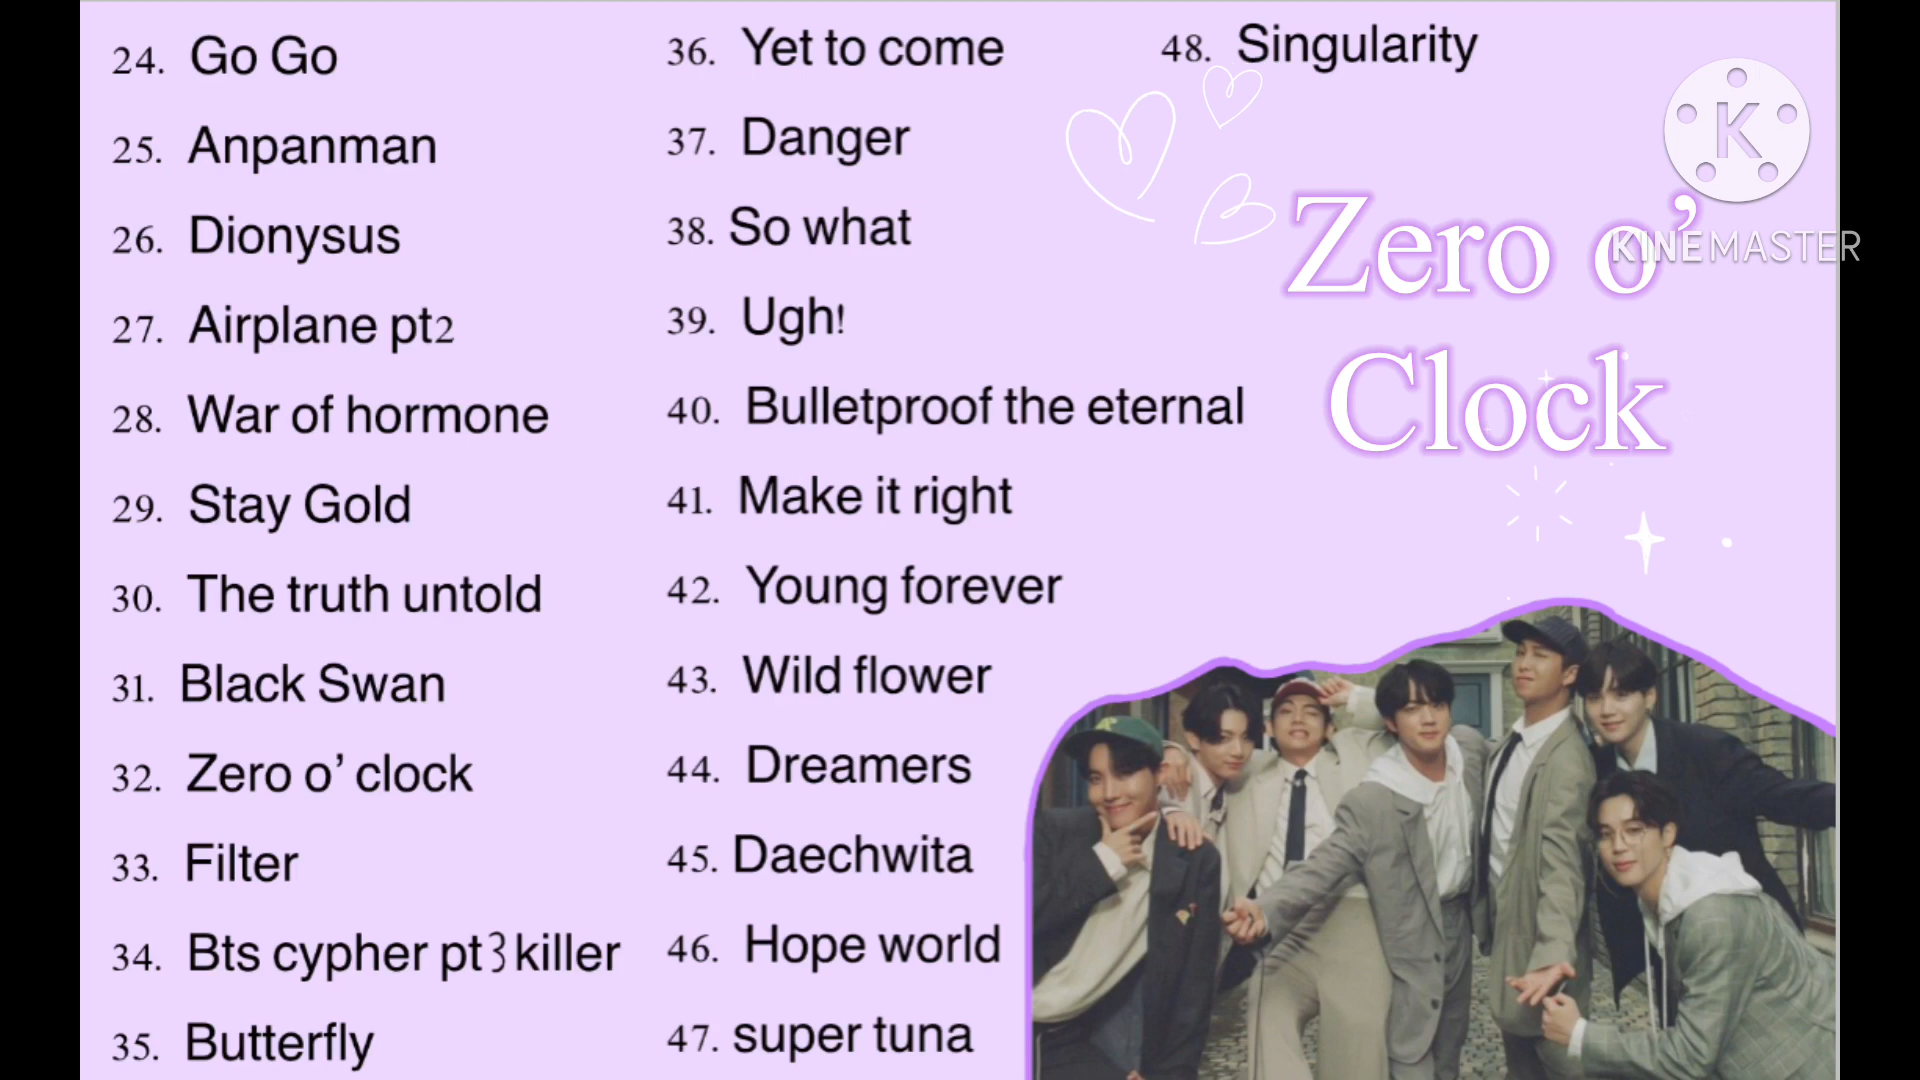 24. Go Go
25. Anpanman
26. Dionysus
27. Airplane pt2
28. War of hormone
29. Stay Gold
30. The truth untold
31. Black Swan
32. Zero o’ clock
33. Filter
34. Bts cypher pt3 killer
35. Butterfly
36. Yet to come
37. Danger
38. So what
39. Ugh!
40. Bulletproof the eternal
41. Make it right
42. Young forever
43. Wild flower
44. Dreamers
45. Daechwita
46. Hope world
47. super tuna
48. Singularity
K
KINEMASTER
Zero o’
Clock